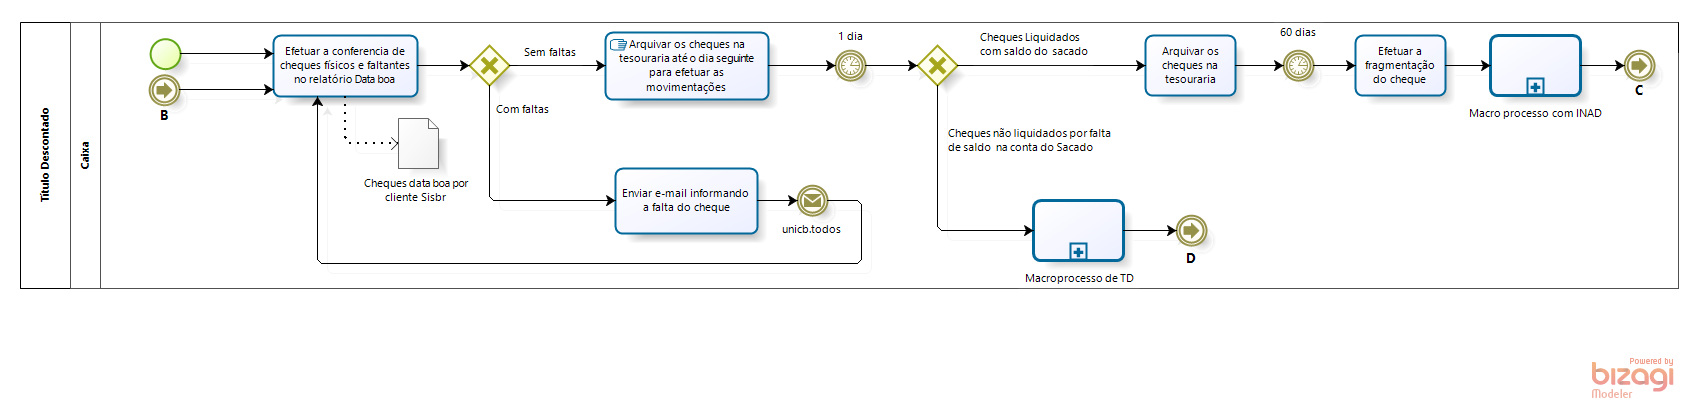 Título Descontado
Caixa
B
Efetuar a conferencia de
cheques físicos e faltantes
no relatório Data boa
Cheques data boa por
cliente Sisbr
Sem faltas
Com faltas
Arquivar os cheques na
tesouraria até o dia seguinte
para efetuar as
movimentações
1 dia
Enviar e-mail informando
a falta do cheque
unicb.todos
Cheques Liquidados
com saldo do sacado
Cheques não liquidados por falta
de saldo na conta do Sacado
Arquivar os
cheques na
tesouraria
60 dias
Efetuar a
fragmentação
do cheque
Macro processo com INAD
C
Macroprocesso de TD
D
Powered by
bizagi
Modeler